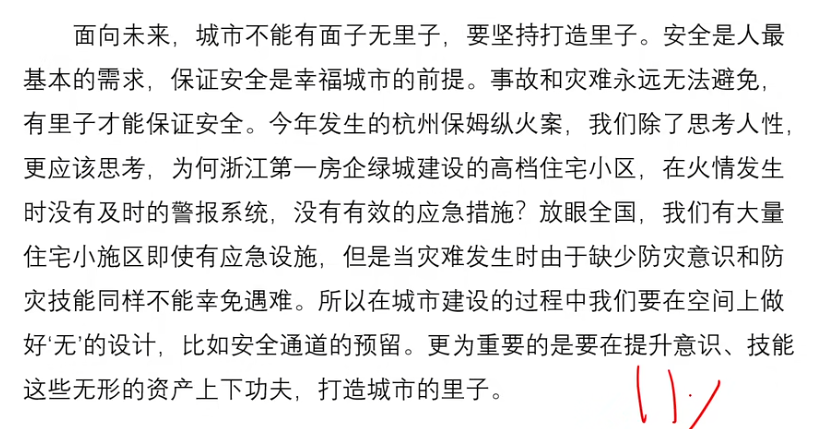 面向未来，城市不能有面子无里子，要坚持打造里子。安全是人最
基本的需求，保证安全是幸福城市的前提。事故和灾难永远无法避免，
有里子才能保证安全。今年发生的杭州保姆纵火案，我们除了思考人性，
更应该思考，为何浙江第一房企绿城建设的高档住宅小区，在火情发生
时没有及时的警报系统，没有有效的应急措施？放眼全国，我们有大量
住宅小施区即使有应急设施，但是当灾难发生时由于缺少防灾意识和防
灾技能同样不能幸免遇难。所以在城市建设的过程中我们要在空间上做
好‘无’的设计，比如安全通道的预留。更为重要的是要在提升意识、技能
这些无形的资产上下功夫，打造城市的里子。